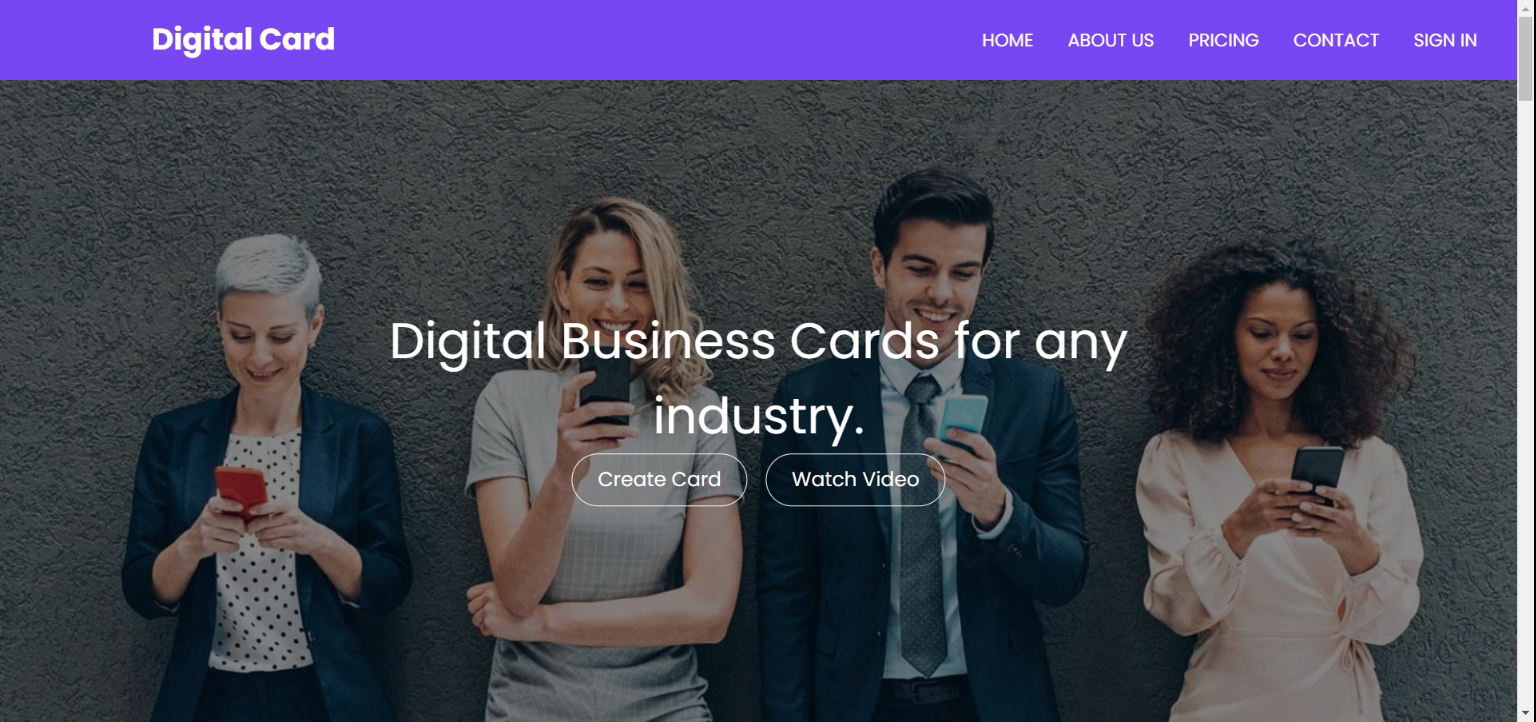 Digital Card
HOME ABOUT US PRICING CONTACT SIGN IN
Digital Business Cards for any
industry.
Create Card Watch Video